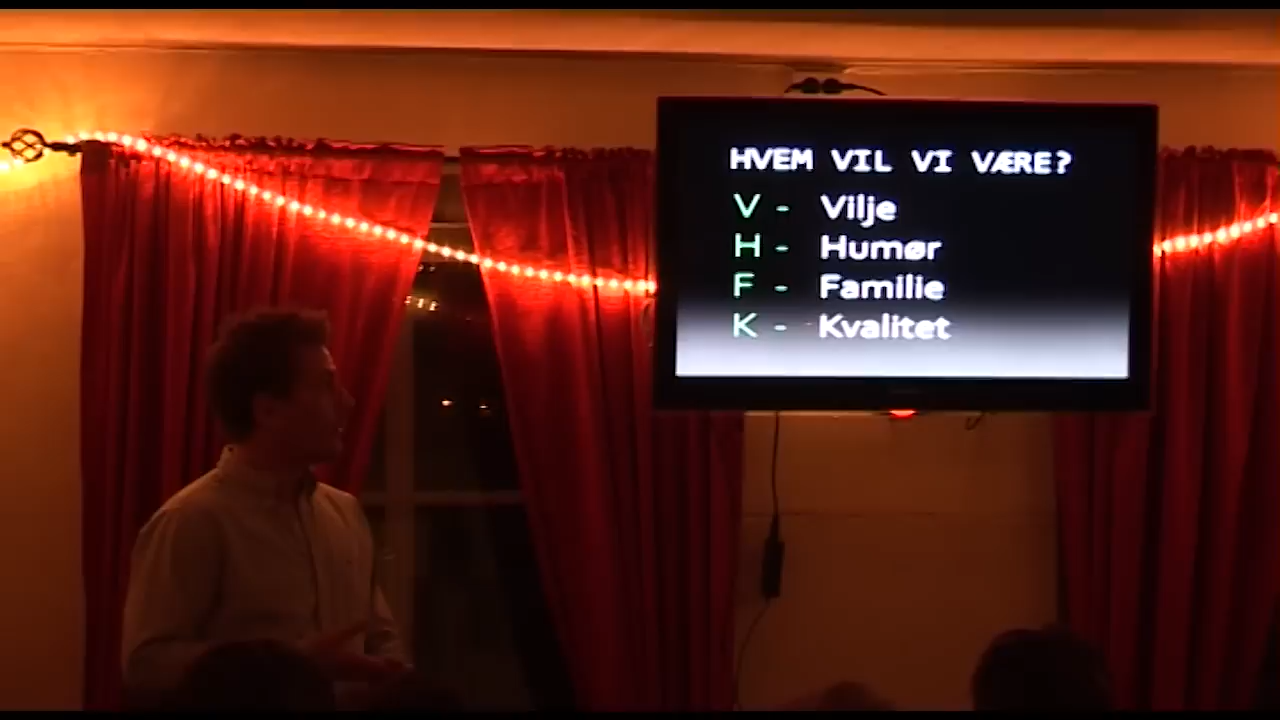 HVEM VIL VI VÆRE?
V - Vilje
H - Humør
F - Familie
K - Kvalitet